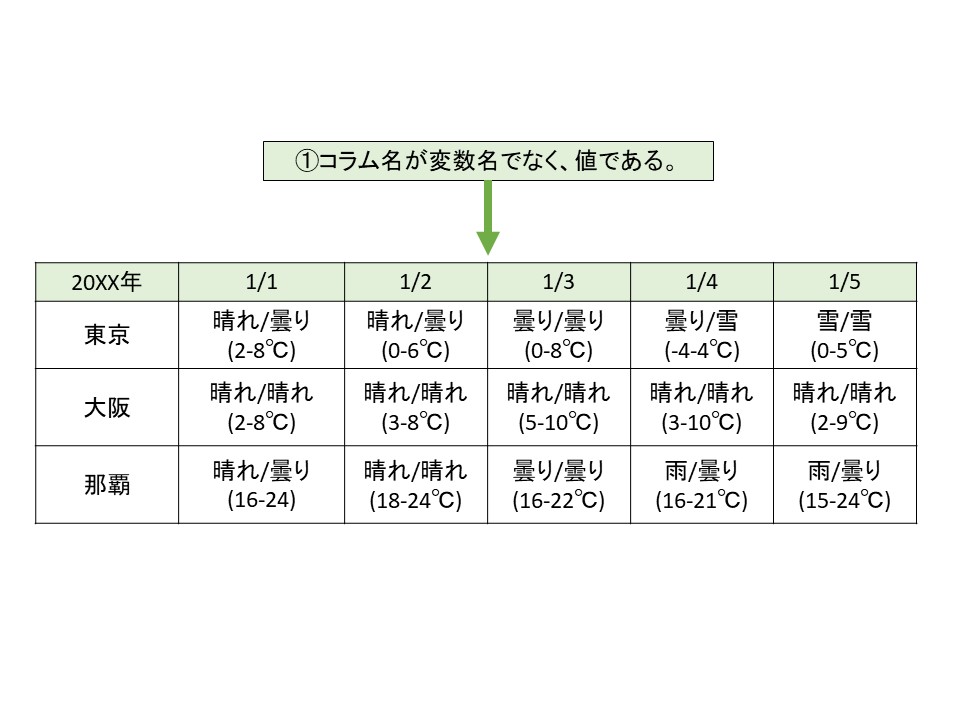 ①コラム名が変数名でなく、値である。
20XX年 1/1 1/2 1/3 1/4 1/5
東京 晴れ/曇り 晴れ/曇り 曇り/曇り 曇り/雪 雪/雪
(2-8℃) (0-6℃) (0-8℃) (-4-4℃) (0-5℃)
大阪 晴れ/晴れ 晴れ/晴れ 晴れ/晴れ 晴れ/晴れ 晴れ/晴れ
(2-8℃) (3-8℃) (5-10℃) (3-10℃) (2-9℃)
那覇 晴れ/曇り 晴れ/晴れ 曇り/曇り 雨/曇り 雨/曇り
(16-24) (18-24℃) (16-22℃) (16-21℃) (15-24℃)